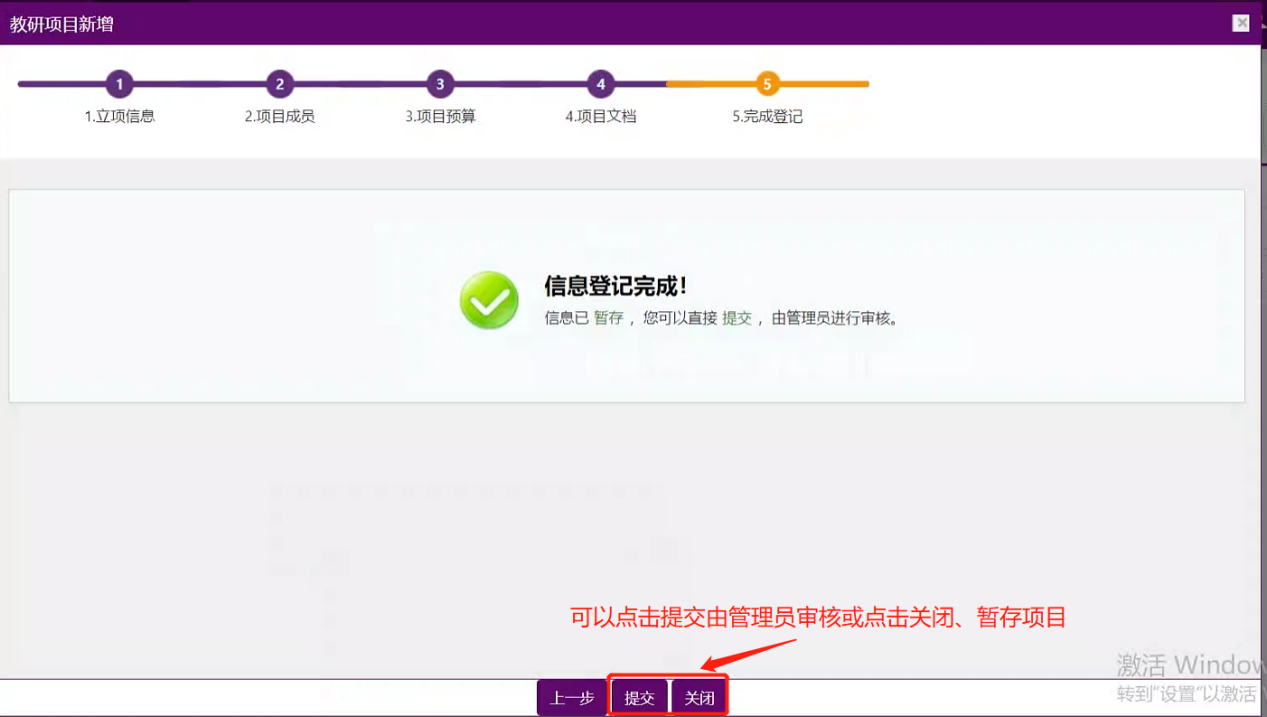 教研项目新增
1 2 3 4 5
1.立项信息 2.项目成员 3.项目预算 4.项目文档 5.完成登记
信息登记完成！
信息已 暂存 ，您可以直接 提交 ，由管理员进行审核。
可以点击提交由管理员审核或点击关闭、暂存项目
激活 Window
转到"设置"以激活
上一步 提交 关闭